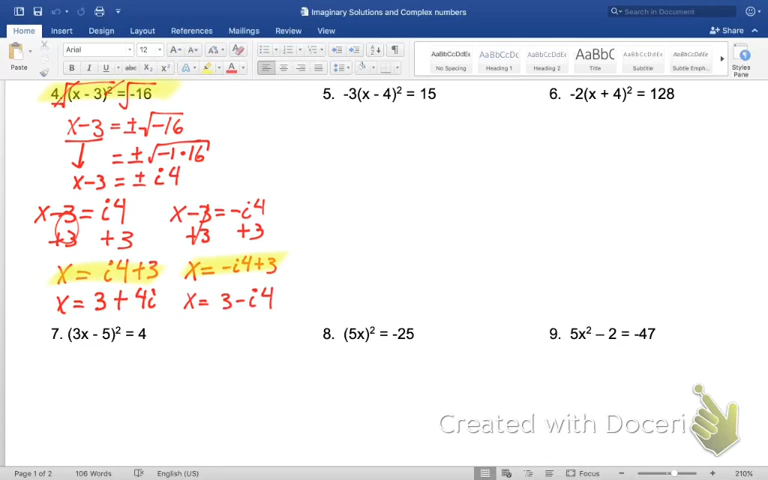 Imaginary Solutions and Complex numbers
Search in Document
Home Insert Design Layout References Mailings Review View
Share
Paste
Arial 12
B I U abc X₂ X²
AaBbCcDdEe AaBbCcDc AaBbCcDdEe AaBbC AaBbCcDdEe AaBbCcDdEe
No Spacing Heading 1 Heading 2 Title Subtitle Subtle Emph...
Styles Pane
4. (x - 3)² = -16
5. -3(x - 4)² = 15
6. -2(x + 4)² = 128
x-3 = ±√-16
= ±√-1·16
x-3 = ± i4
x-3 = i4 x-3 = -i4
+3 +3 +3 +3
x = i4+3 x = -i4+3
x = 3 + 4i x = 3 - i4
7. (3x - 5)² = 4
8. (5x)² = -25
9. 5x² – 2 = -47
Created with Doceri
Page 1 of 2 106 Words English (US) Focus 210%